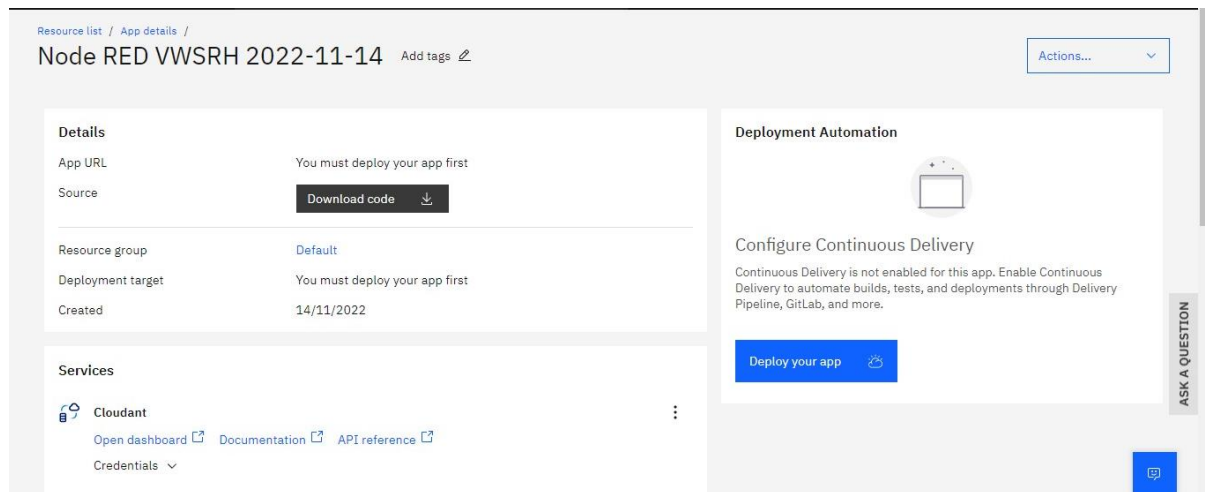 Resource list / App details /
Node RED VWSRH 2022-11-14 Add tags
Actions...
Details
App URL You must deploy your app first
Source Download code
Resource group Default
Deployment target You must deploy your app first
Created 14/11/2022
Services
Cloudant
Open dashboard Documentation API reference
Credentials
Deployment Automation
Configure Continuous Delivery
Continuous Delivery is not enabled for this app. Enable Continuous
Delivery to automate builds, tests, and deployments through Delivery
Pipeline, GitLab, and more.
Deploy your app
ASK A QUESTION